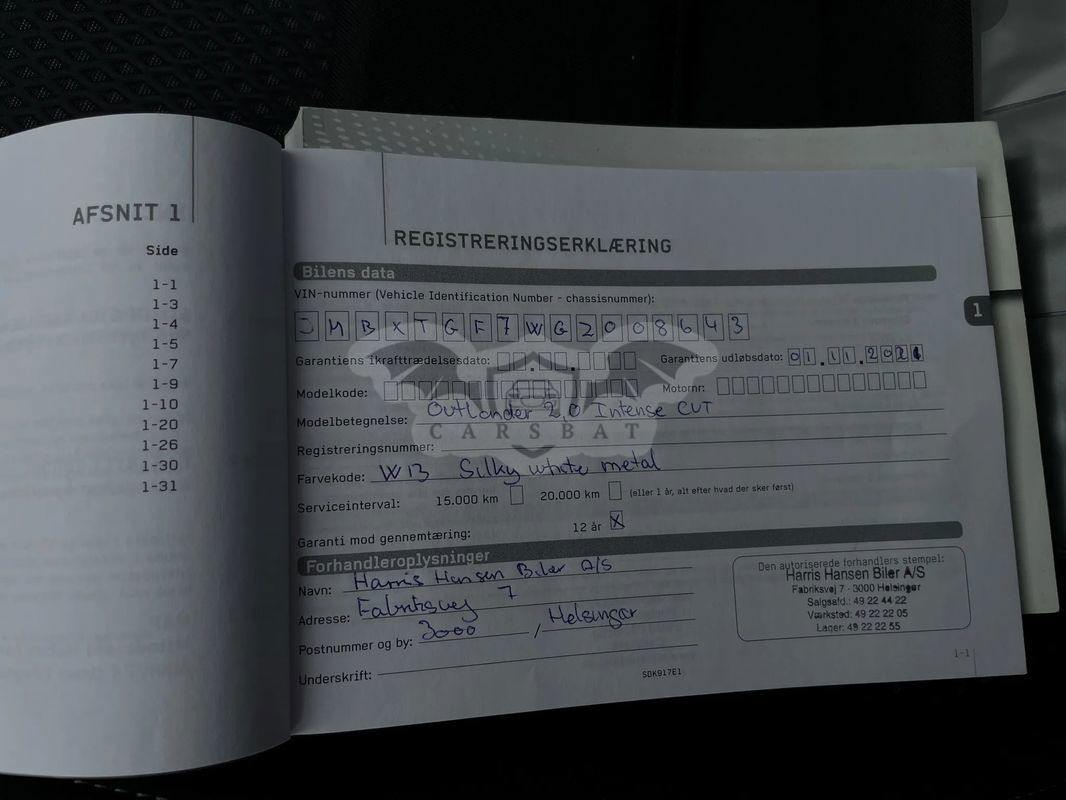 AFSNIT 1
Side
1-1
1-3
1-4
1-5
1-7
1-9
1-10
1-20
1-26
1-30
1-31
REGISTRERINGSERKLÆRING
Bilens data
VIN-nummer (Vehicle Identification Number - chassisnummer):
JMBXTGF7WG2008643
Garantiens ikrafttrædelsesdato: . . Garantiens udløbsdato: 01.11.2021
Modelkode: Motornr:
Modelbetegnelse: Outlander 2,0 Intense CVT
CARSBAT
Registreringsnummer:
Farvekode: W13 Silky white metal
Serviceinterval: 15.000 km 20.000 km (eller 1 år, alt efter hvad der sker først)
Garanti mod gennemtæring: 12 år X
Forhandleroplysninger
Navn: Harris Hansen Biler A/S
Adresse: Fabriksvej 7
Postnummer og by: 3000 / Helsingør
Underskrift:
Den autoriserede forhandlers stempel:
Harris Hansen Biler A/S
Fabriksvej 7 · 3000 Helsingør
Salgsafd.: 49 22 44 22
Værksted: 49 22 22 05
Lager: 49 22 22 55
SDK917E1
1-1
1